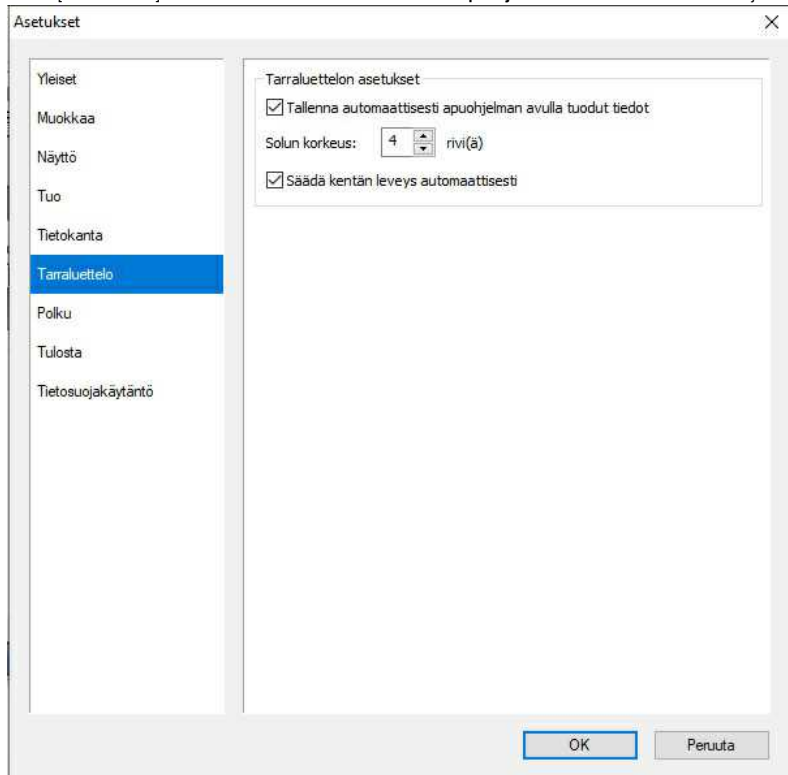 Asetukset
Yleiset
Muokkaa
Näyttö
Tuo
Tietokanta
Tarraluettelo
Polku
Tulosta
Tietosuojakäytäntö
Tarraluettelon asetukset
Tallenna automaattisesti apuohjelman avulla tuodut tiedot
Solun korkeus: 4 rivi(ä)
Säädä kentän leveys automaattisesti
OK Peruuta